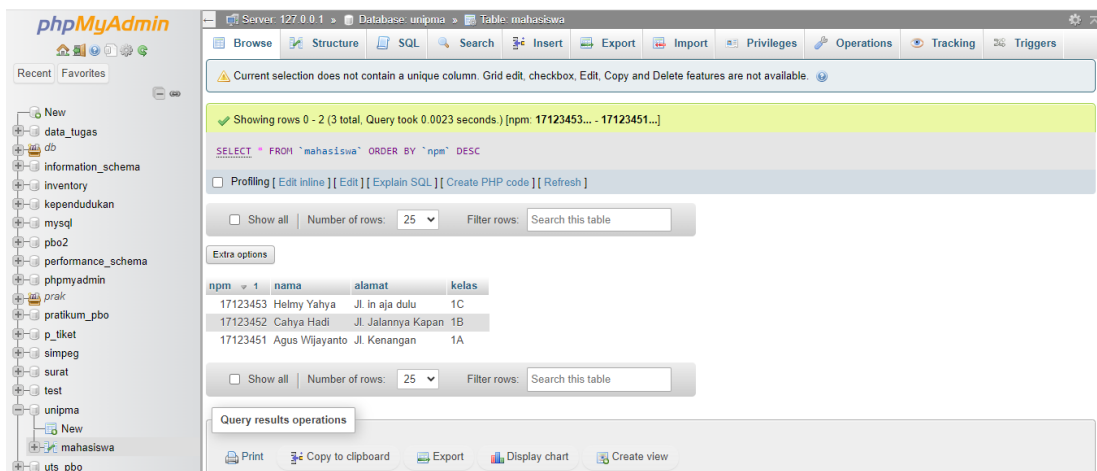 phpMyAdmin
Recent Favorites
New
data_tugas
db
information_schema
inventory
kependudukan
mysql
pbo2
performance_schema
phpmyadmin
prak
pratikum_pbo
p_tiket
simpeg
surat
test
unipma
New
mahasiswa
uts_pbo
Server: 127.0.0.1 » Database: unipma » Table: mahasiswa
Browse Structure SQL Search Insert Export Import Privileges Operations Tracking Triggers
Current selection does not contain a unique column. Grid edit, checkbox, Edit, Copy and Delete features are not available.
Showing rows 0 - 2 (3 total, Query took 0.0023 seconds.) [npm: 17123453... - 17123451...]
SELECT * FROM `mahasiswa` ORDER BY `npm` DESC
Profiling [ Edit inline ] [ Edit ] [ Explain SQL ] [ Create PHP code ] [ Refresh ]
Show all | Number of rows: 25 Filter rows: Search this table
Extra options
npm 1 nama alamat kelas
17123453 Helmy Yahya Jl. in aja dulu 1C
17123452 Cahya Hadi Jl. Jalannya Kapan 1B
17123451 Agus Wijayanto Jl. Kenangan 1A
Show all | Number of rows: 25 Filter rows: Search this table
Query results operations
Print Copy to clipboard Export Display chart Create view